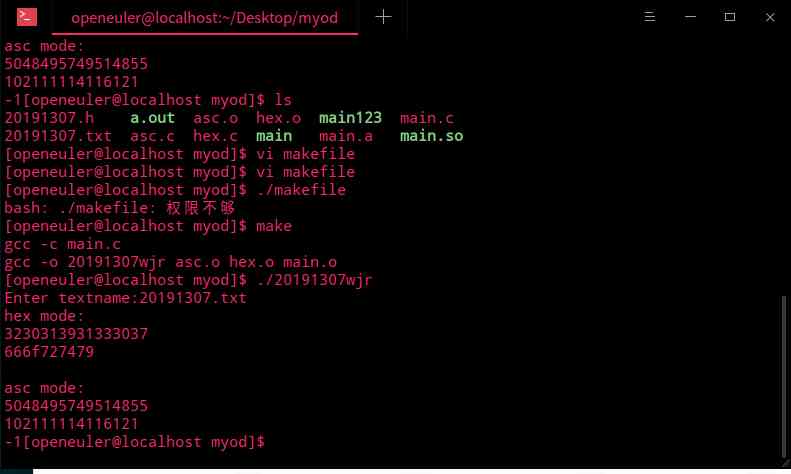 openeuler@localhost:~/Desktop/myod
asc mode:
5048495749514855
102111114116121
-1[openeuler@localhost myod]$ ls
20191307.h    a.out  asc.o  hex.o  main123  main.c
20191307.txt  asc.c  hex.c  main   main.a   main.so
[openeuler@localhost myod]$ vi makefile
[openeuler@localhost myod]$ vi makefile
[openeuler@localhost myod]$ ./makefile
bash: ./makefile: 权限不够
[openeuler@localhost myod]$ make
gcc -c main.c
gcc -o 20191307wjr asc.o hex.o main.o
[openeuler@localhost myod]$ ./20191307wjr
Enter textname:20191307.txt
hex mode:
3230313931333037
666f727479
asc mode:
5048495749514855
102111114116121
-1[openeuler@localhost myod]$